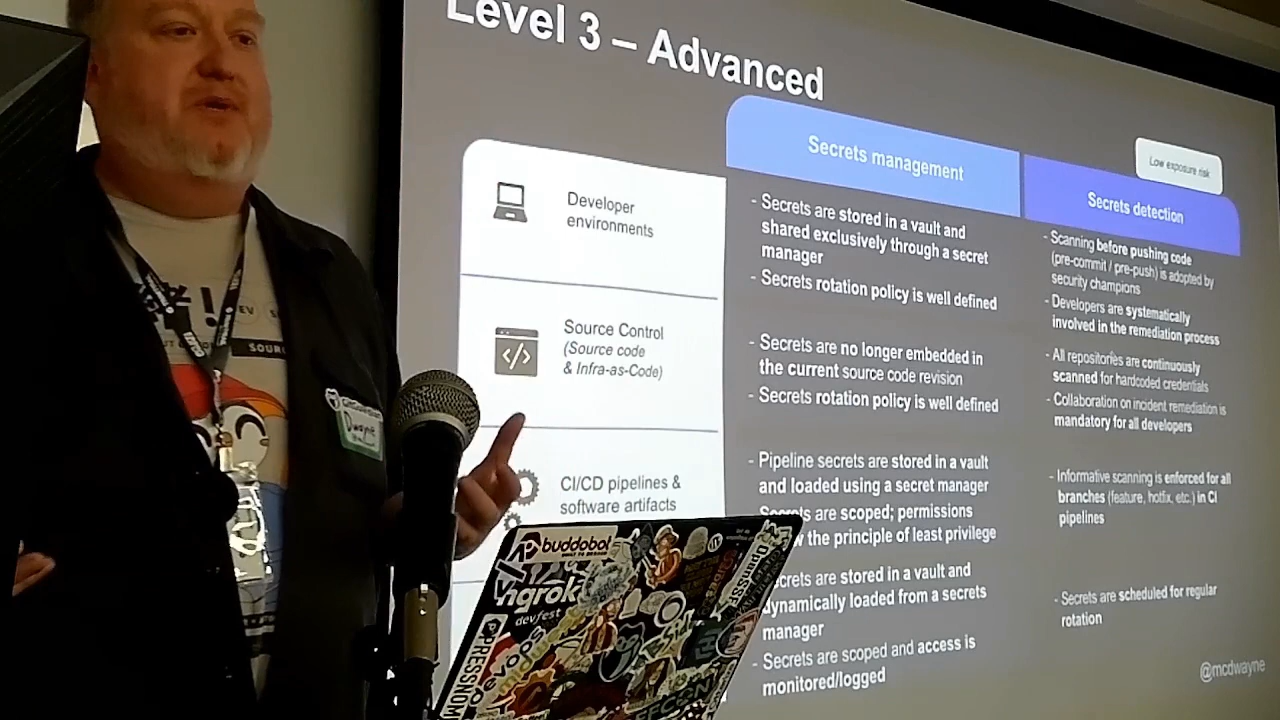 Level 3 – Advanced
Low exposure risk
Secrets management
Secrets detection
Developer
environments
- Secrets are stored in a vault and
shared exclusively through a secret
manager
- Secrets rotation policy is well defined
- Scanning before pushing code
(pre-commit / pre-push) is adopted by
security champions
- Developers are systematically
involved in the remediation process
Source Control
(Source code
& Infra-as-Code)
- Secrets are no longer embedded in
the current source code revision
- Secrets rotation policy is well defined
- All repositories are continuously
scanned for hardcoded credentials
- Collaboration on incident remediation is
mandatory for all developers
CI/CD pipelines &
software artifacts
- Pipeline secrets are stored in a vault
and loaded using a secret manager
Secrets are scoped; permissions
the principle of least privilege
- Informative scanning is enforced for all
branches (feature, hotfix, etc.) in CI
pipelines
are stored in a vault and
dynamically loaded from a secrets
manager
- Secrets are scoped and access is
monitored/logged
- Secrets are scheduled for regular
rotation
@mcdwayne
Dwayne
buddobot
ngrok
devfest
OpenSSF